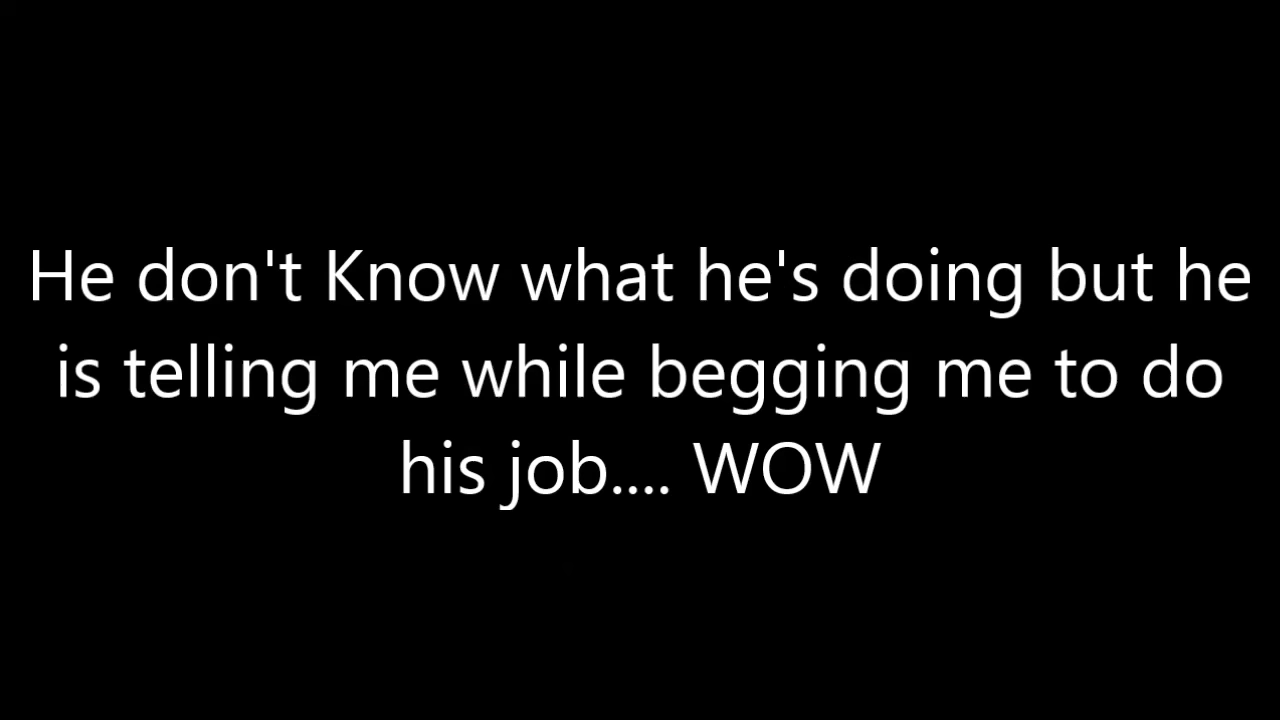 He don't Know what he's doing but he
is telling me while begging me to do
his job.... WOW